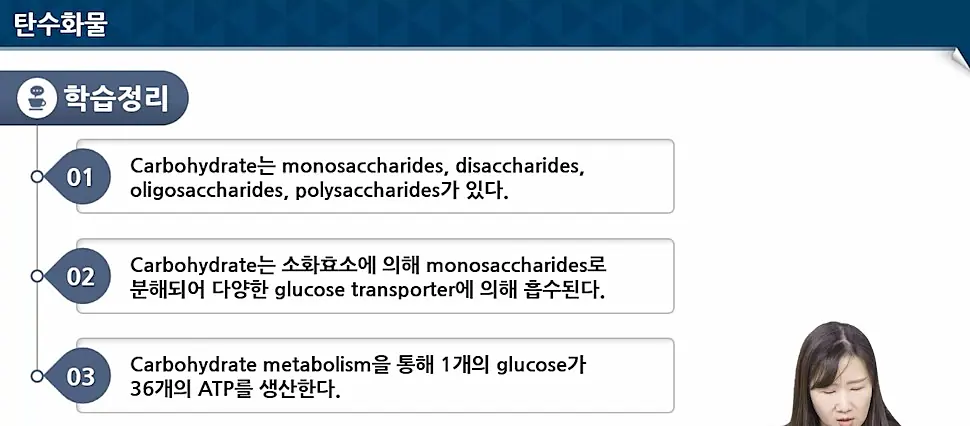 탄수화물
학습정리
01
Carbohydrate는 monosaccharides, disaccharides,
oligosaccharides, polysaccharides가 있다.
02
Carbohydrate는 소화효소에 의해 monosaccharides로
분해되어 다양한 glucose transporter에 의해 흡수된다.
03
Carbohydrate metabolism을 통해 1개의 glucose가
36개의 ATP를 생산한다.